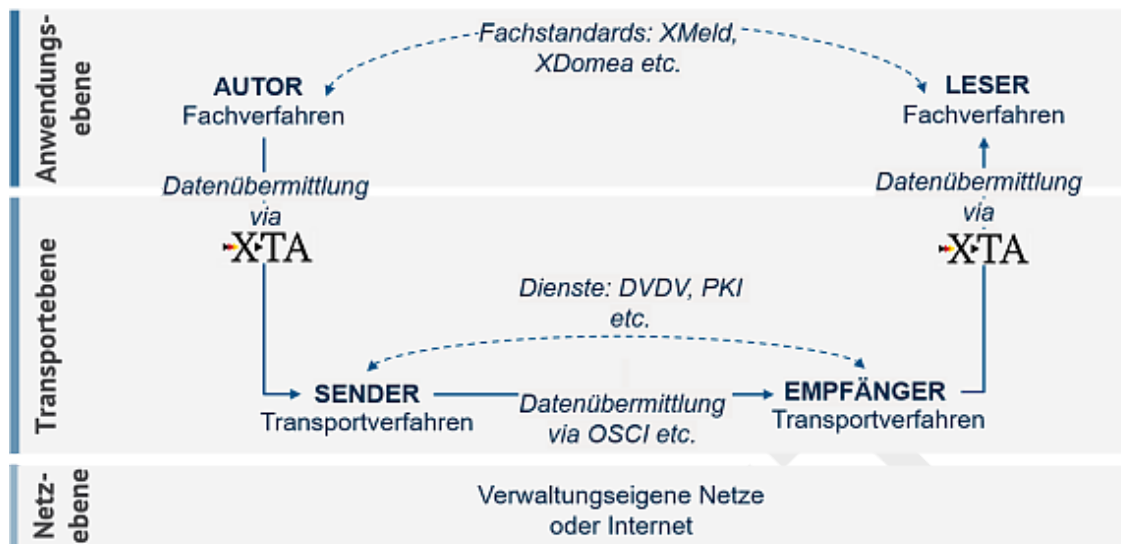 Anwendungs-
ebene
Fachstandards: XMeld,
XDomea etc.
AUTOR
Fachverfahren
LESER
Fachverfahren
Datenübermittlung
via
XTA
Datenübermittlung
via
XTA
Transportebene
Dienste: DVDV, PKI
etc.
SENDER
Transportverfahren
Datenübermittlung
via OSCI etc.
EMPFÄNGER
Transportverfahren
Netz-
ebene
Verwaltungseigene Netze
oder Internet